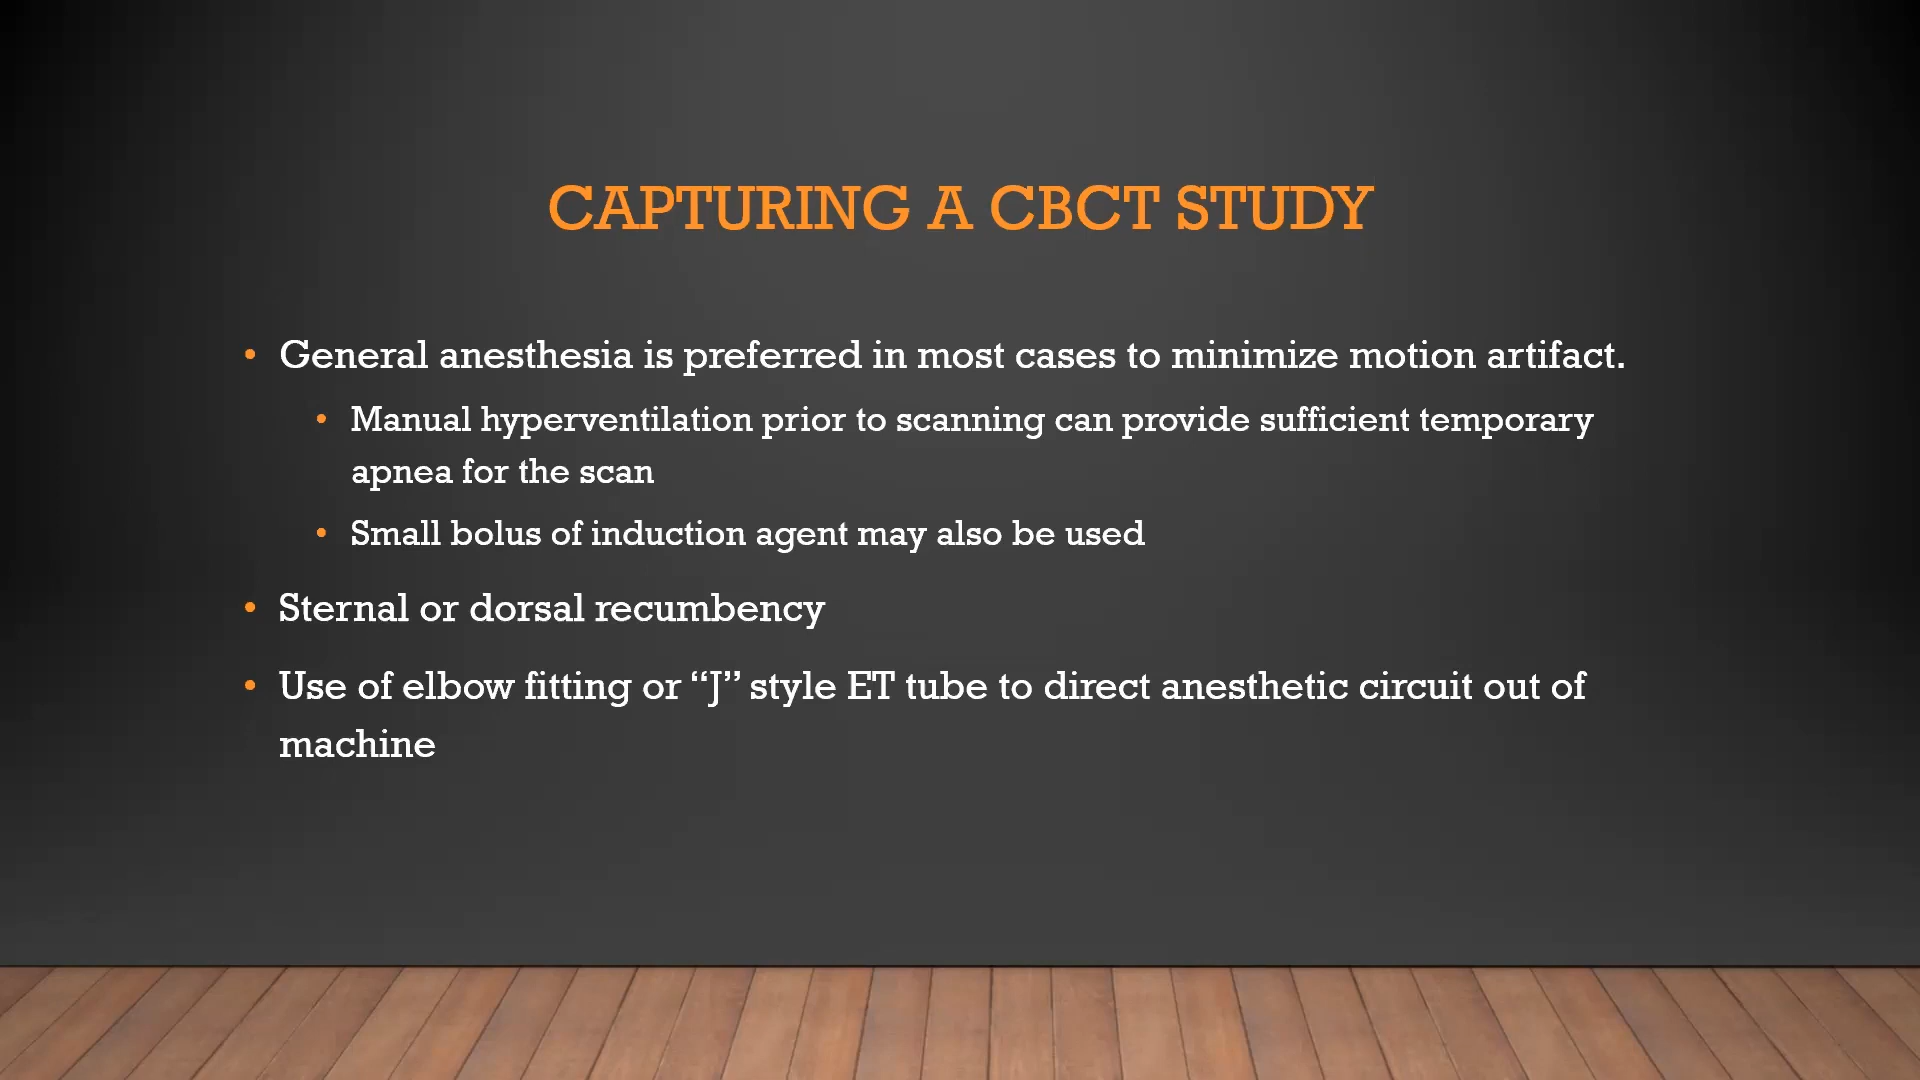 CAPTURING A CBCT STUDY
• General anesthesia is preferred in most cases to minimize motion artifact.
• Manual hyperventilation prior to scanning can provide sufficient temporary
apnea for the scan
• Small bolus of induction agent may also be used
• Sternal or dorsal recumbency
• Use of elbow fitting or “J” style ET tube to direct anesthetic circuit out of
machine